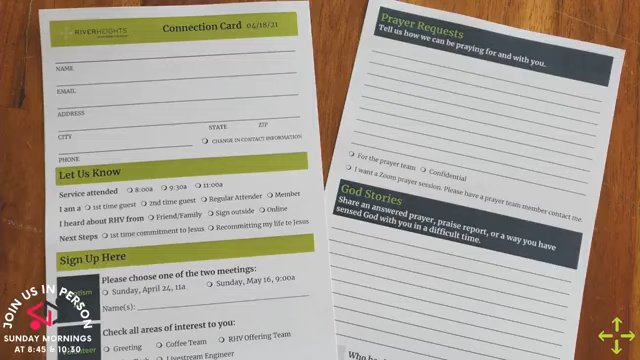 RIVERHEIGHTS
Connection Card 04/18/21
NAME
EMAIL
ADDRESS
CITY
STATE
ZIP
CHANGE IN CONTACT INFORMATION
PHONE
Let Us Know
Service attended 8:00a 9:30a 11:00a
I am a 1st time guest 2nd time guest Regular Attender Member
I heard about RHV from Friend/Family Sign outside Online
Next Steps 1st time commitment to Jesus Recommitting my life to Jesus
Sign Up Here
Please choose one of the two meetings:
Sunday, April 24, 11a Sunday, May 16, 9:00a
Name(s):
Check all areas of interest to you:
Greeting Coffee Team RHV Offering Team
Livestream Engineer
Prayer Requests
Tell us how we can be praying for and with you.
For the prayer team Confidential
I want a Zoom prayer session. Please have a prayer team member contact me.
God Stories
Share an answered prayer, praise report, or a way you have
sensed God with you in a difficult time.
JOIN US IN PERSON
SUNDAY MORNINGS
AT 8:45 & 10:30